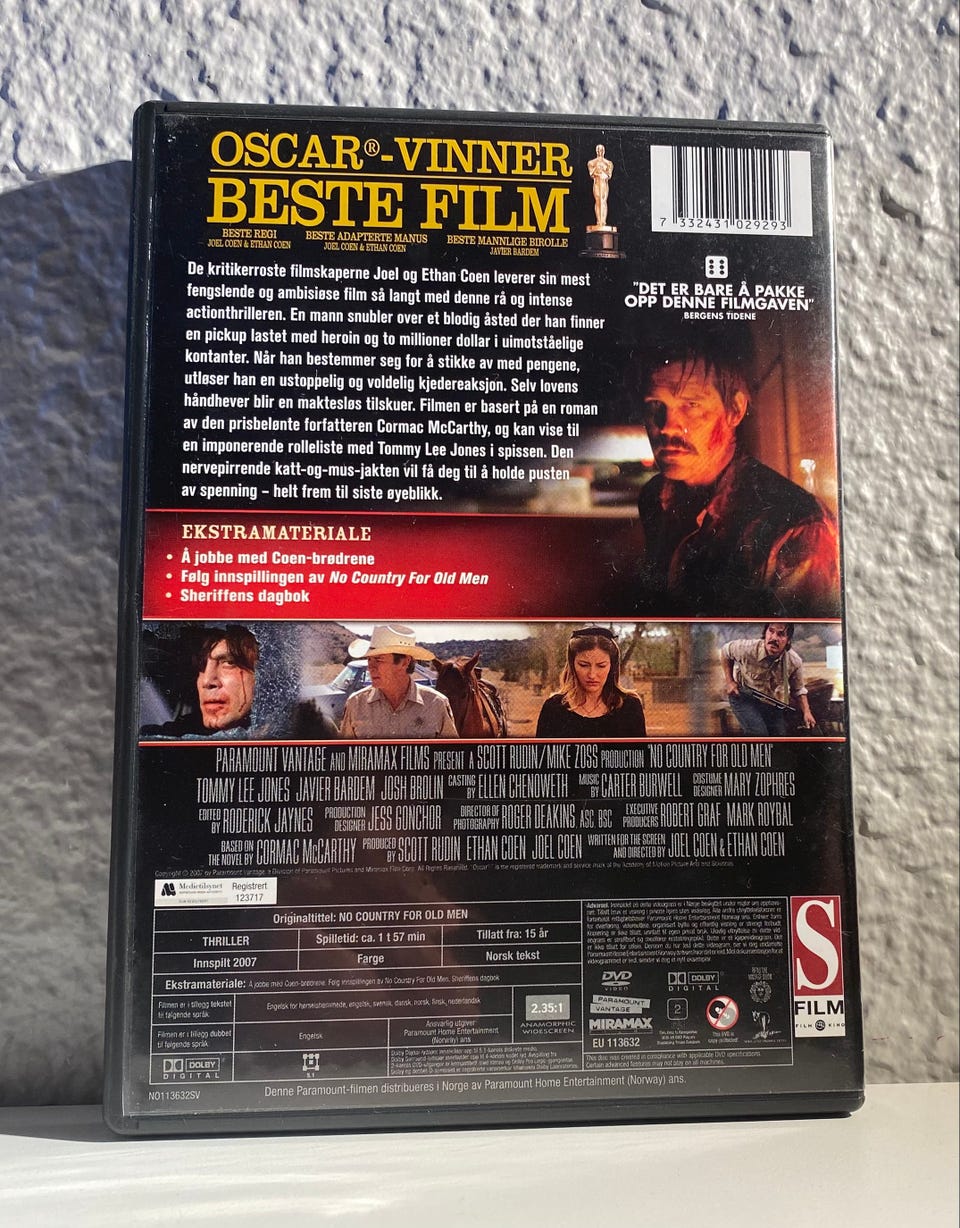 OSCAR®-VINNER
BESTE FILM
BESTE REGI
JOEL COEN & ETHAN COEN
BESTE ADAPTERTE MANUS
JOEL COEN & ETHAN COEN
BESTE MANNLIGE BIROLLE
JAVIER BARDEM
7 332431 029293
"DET ER BARE Å PAKKE
OPP DENNE FILMGAVEN"
BERGENS TIDENE
De kritikerroste filmskaperne Joel og Ethan Coen leverer sin mest
fengslende og ambisiøse film så langt med denne rå og intense
actionthrilleren. En mann snubler over et blodig åsted der han finner
en pickup lastet med heroin og to millioner dollar i uimotståelige
kontanter. Når han bestemmer seg for å stikke av med pengene,
utløser han en ustoppelig og voldelig kjedereaksjon. Selv lovens
håndhever blir en maktesløs tilskuer. Filmen er basert på en roman
av den prisbelønte forfatteren Cormac McCarthy, og kan vise til
en imponerende rolleliste med Tommy Lee Jones i spissen. Den
nervepirrende katt-og-mus-jakten vil få deg til å holde pusten
av spenning – helt frem til siste øyeblikk.
EKSTRAMATERIALE
• Å jobbe med Coen-brødrene
• Følg innspillingen av No Country For Old Men
• Sheriffens dagbok
PARAMOUNT VANTAGE AND MIRAMAX FILMS PRESENT A SCOTT RUDIN/MIKE ZOSS PRODUCTION "NO COUNTRY FOR OLD MEN"
TOMMY LEE JONES JAVIER BARDEM JOSH BROLIN CASTING BY ELLEN CHENOWETH MUSIC BY CARTER BURWELL COSTUME DESIGNER MARY ZOPHRES
EDITED BY RODERICK JAYNES PRODUCTION DESIGNER JESS GONCHOR DIRECTOR OF PHOTOGRAPHY ROGER DEAKINS, ASC, BSC EXECUTIVE PRODUCERS ROBERT GRAF MARK ROYBAL
BASED ON THE NOVEL BY CORMAC McCARTHY PRODUCED BY SCOTT RUDIN ETHAN COEN JOEL COEN WRITTEN FOR THE SCREEN AND DIRECTED BY JOEL COEN & ETHAN COEN
Medietilsynet
Registrert
123717
Originaltittel: NO COUNTRY FOR OLD MEN
THRILLER
Spilletid: ca. 1 t 57 min
Tillatt fra: 15 år
Innspilt 2007
Farge
Norsk tekst
Ekstramateriale: Å jobbe med Coen-brødrene. Følg innspillingen av No Country For Old Men. Sheriffens dagbok
Filmen er i tillegg tekstet
til følgende språk:
Engelsk for hørselshemmede, engelsk, svensk, dansk, norsk, finsk, nederlandsk
2.35:1
ANAMORPHIC
WIDESCREEN
Filmen er i tillegg dubbet
til følgende språk:
Engelsk
Ansvarlig utgiver:
Paramount Home Entertainment
(Norway) ans
DOLBY
DIGITAL
5.1
DVD
VIDEO
DOLBY
DIGITAL
PARAMOUNT
VANTAGE
2
MIRAMAX
EU 113632
This DVD is
copy protected
This disc was created in compliance with applicable DVD specifications.
Certain advanced features may not play on all machines.
S
FILM
FILM KINO
NO113632SV
Denne Paramount-filmen distribueres i Norge av Paramount Home Entertainment (Norway) ans.